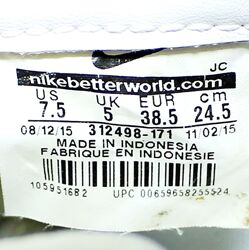 JC
nikebetterworld.com
US UK EUR cm
7.5 5 38.5 24.5
08/12/15 312498-171 11/02/15
MADE IN INDONESIA
FABRIQUE EN INDONESIE
105951682 UPC 00659658255524